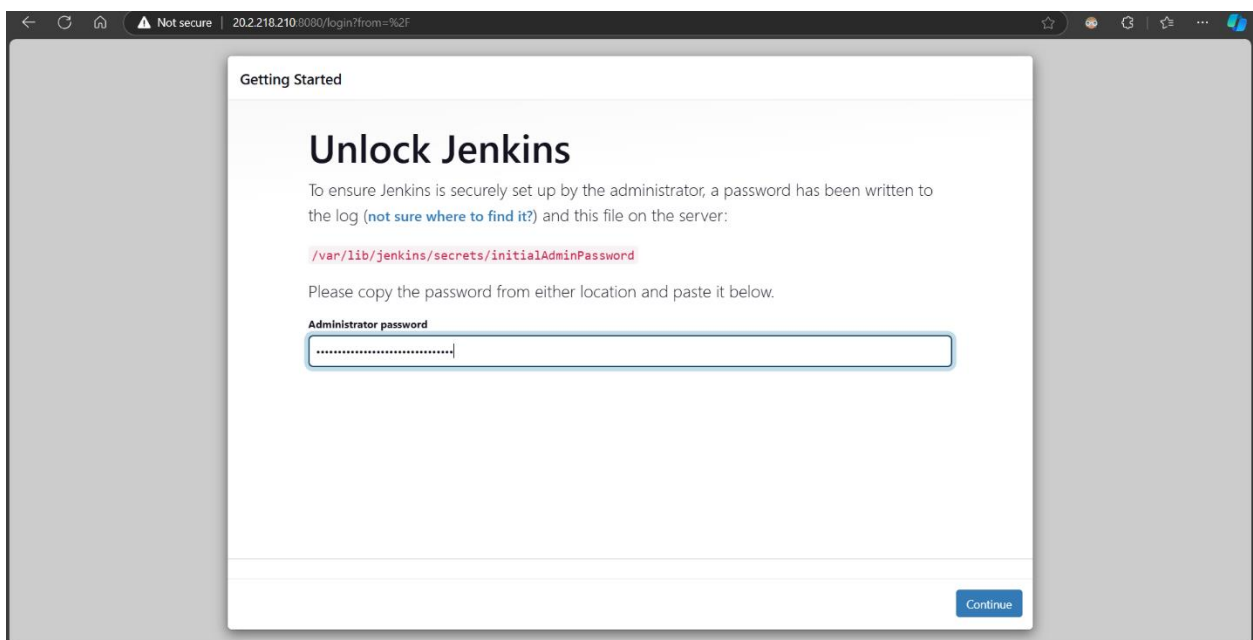 Not secure | 20.2.218.210:8080/login?from=%2F
Getting Started
Unlock Jenkins
To ensure Jenkins is securely set up by the administrator, a password has been written to
the log (not sure where to find it?) and this file on the server:
/var/lib/jenkins/secrets/initialAdminPassword
Please copy the password from either location and paste it below.
Administrator password
••••••••••••••••••••••••••••••••
Continue